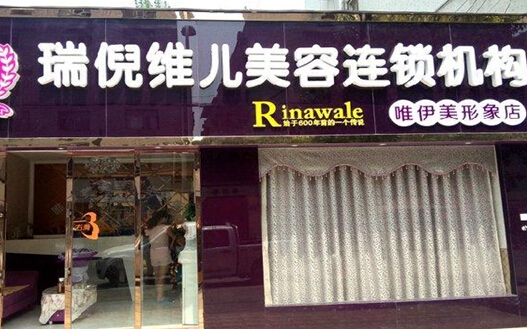 瑞倪维儿美容连锁机构
Rinawale
始于600年前的一个传说
唯伊美形象店